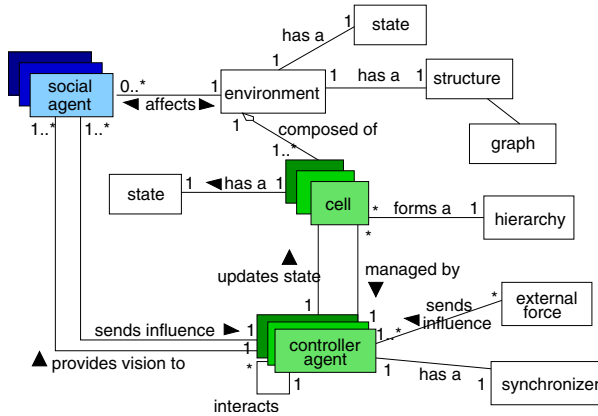 1
state
has a
1
social
agent
0..*
1
environment
1
has a
1
structure
◀ affects ▶
1..*
1..*
1
composed of
graph
1..*
state
1
◀ has a
1
cell
*
forms a
1
hierarchy
*
▲
updates state
managed by
▼
1
1
*
external
force
◀ sends
influence
sends influence ▶
1
1..*
controller
agent
1
▲ provides vision to
*
1
interacts
1
has a
1
synchronizer